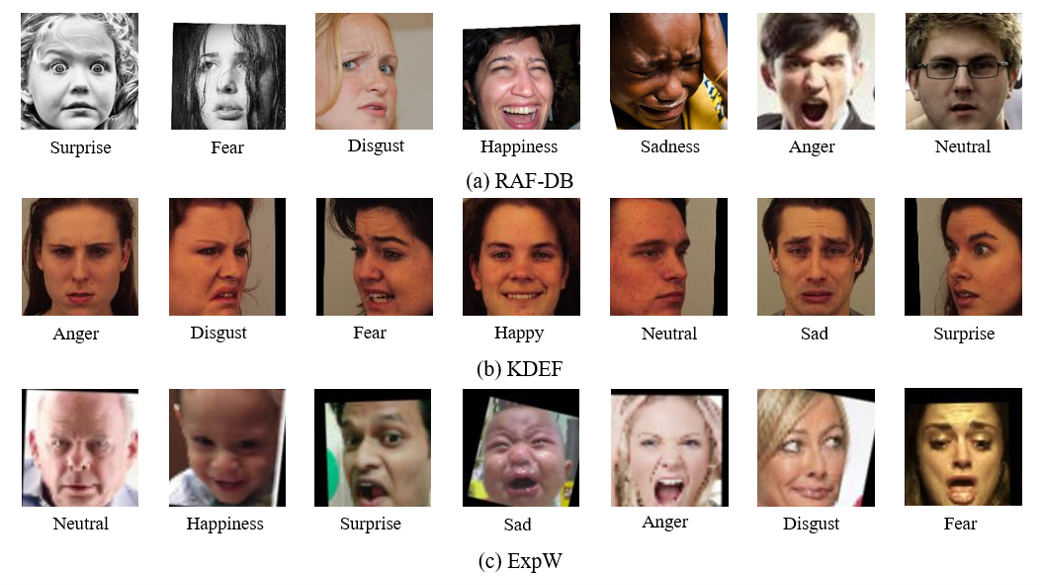 Surprise Fear Disgust Happiness Sadness Anger Neutral
(a) RAF-DB
Anger Disgust Fear Happy Neutral Sad Surprise
(b) KDEF
Neutral Happiness Surprise Sad Anger Disgust Fear
(c) ExpW